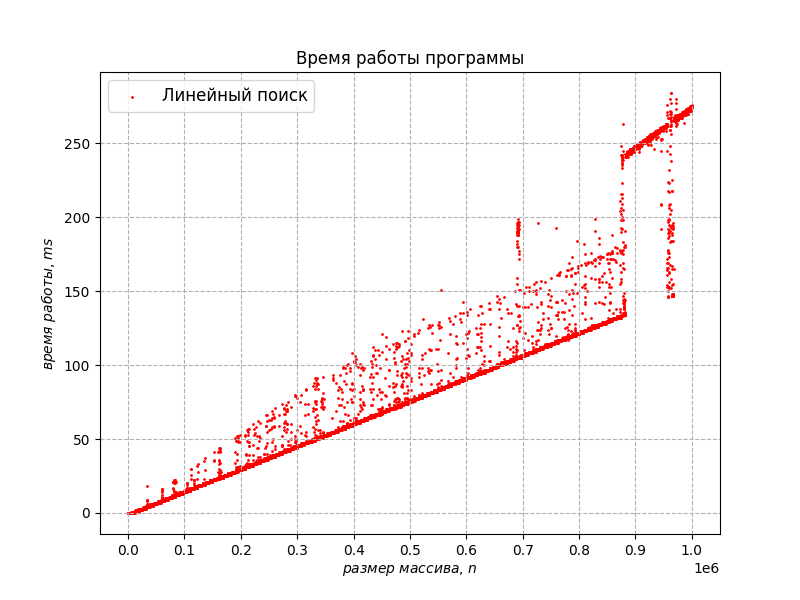 Время работы программы
Линейный поиск
250
200
150
100
50
0
время работы, ms
0.0 0.1 0.2 0.3 0.4 0.5 0.6 0.7 0.8 0.9 1.0
1e6
размер массива, n